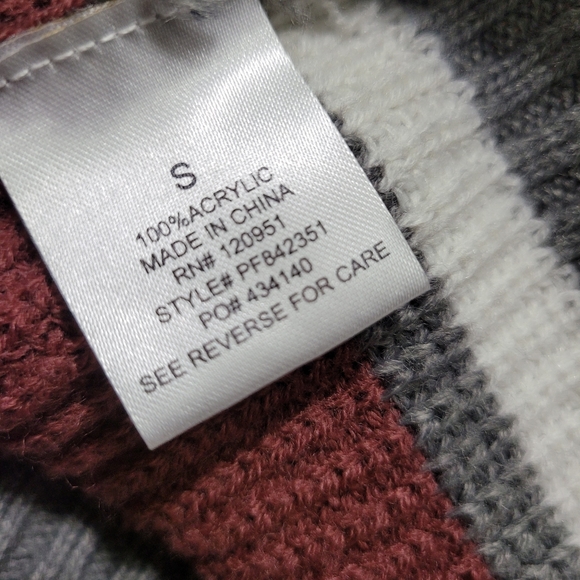 S
100%ACRYLIC
MADE IN CHINA
RN# 120951
STYLE# PF842351
PO# 434140
SEE REVERSE FOR CARE